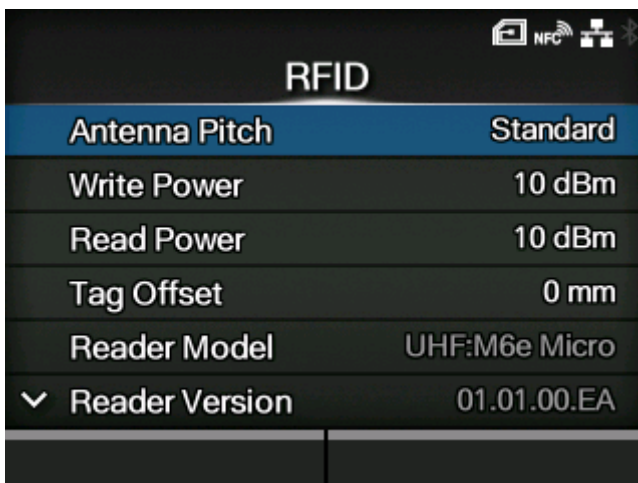 NFC
RFID
Antenna Pitch Standard
Write Power 10 dBm
Read Power 10 dBm
Tag Offset 0 mm
Reader Model UHF:M6e Micro
Reader Version 01.01.00.EA